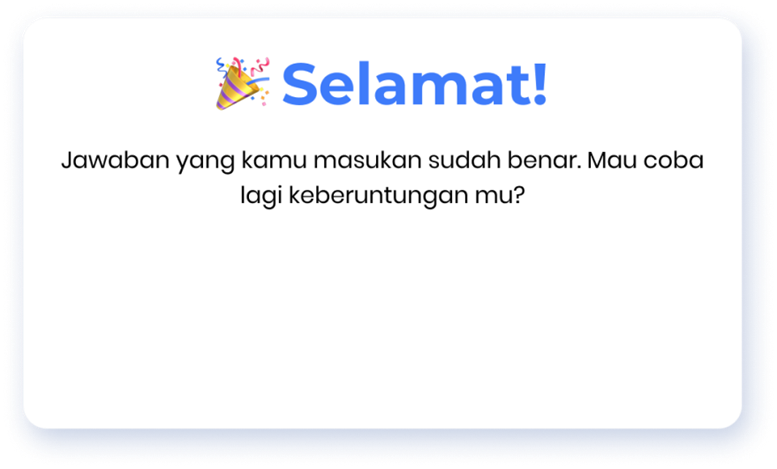 🎉 Selamat!
Jawaban yang kamu masukan sudah benar. Mau coba
lagi keberuntungan mu?